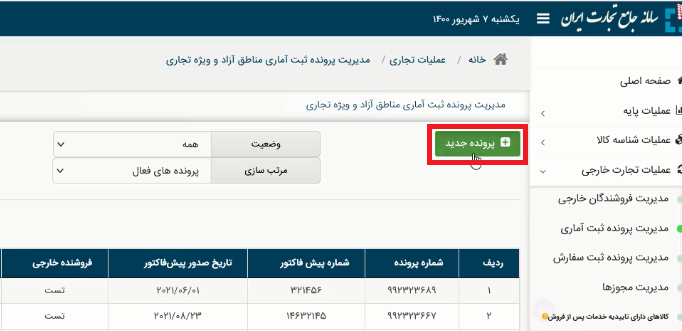 سامانه جامع تجارت ایران
یکشنبه ۷ شهریور ۱۴۰۰
خانه / عملیات تجاری / مدیریت پرونده ثبت آماری مناطق آزاد و ویژه تجاری
مدیریت پرونده ثبت آماری مناطق آزاد و ویژه تجاری
صفحه اصلی
عملیات پایه
عملیات شناسه کالا
عملیات تجارت خارجی
مدیریت فروشندگان خارجی
مدیریت پرونده ثبت آماری
مدیریت پرونده ثبت سفارش
مدیریت مجوزها
کالاهای دارای تاییدیه خدمات پس از فروش
پرونده جدید
وضعیت همه
مرتب سازی پرونده های فعال
ردیف شماره پرونده شماره پیش فاکتور تاریخ صدور پیش‌فاکتور فروشنده خارجی
۱ ۹۹۲۳۲۳۶۸۹ ۳۲۱۴۵۶ ۲۰۲۱/۰۶/۰۱ تست
۲ ۹۹۲۳۲۳۶۶۷ ۱۴۶۳۲۱۴۵ ۲۰۲۱/۰۸/۲۳ تست